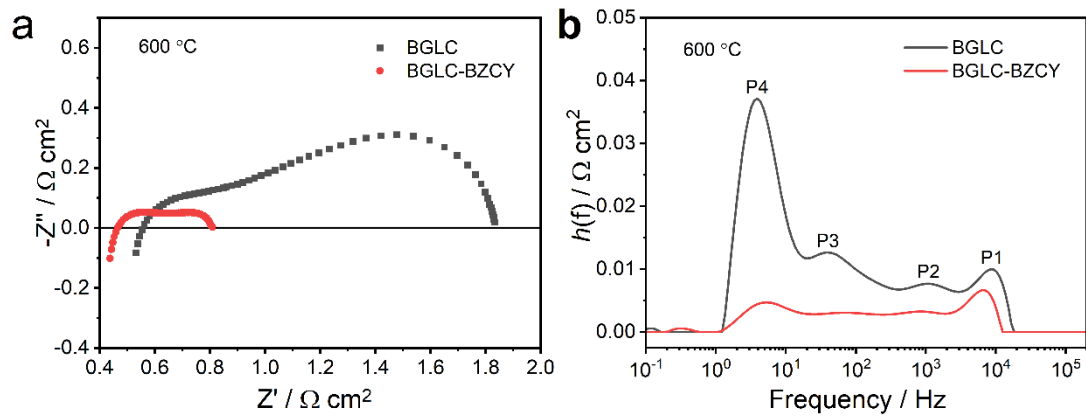 a
600 °C
BGLC
BGLC-BZCY
0.6
0.4
0.2
0.0
-0.2
-0.4
-Z" / Ω cm²
0.4 0.6 0.8 1.0 1.2 1.4 1.6 1.8 2.0
Z' / Ω cm²
b
600 °C
BGLC
BGLC-BZCY
P4
P3
P2
P1
0.05
0.04
0.03
0.02
0.01
0.00
h(f) / Ω cm²
10⁻¹ 10⁰ 10¹ 10² 10³ 10⁴ 10⁵
Frequency / Hz